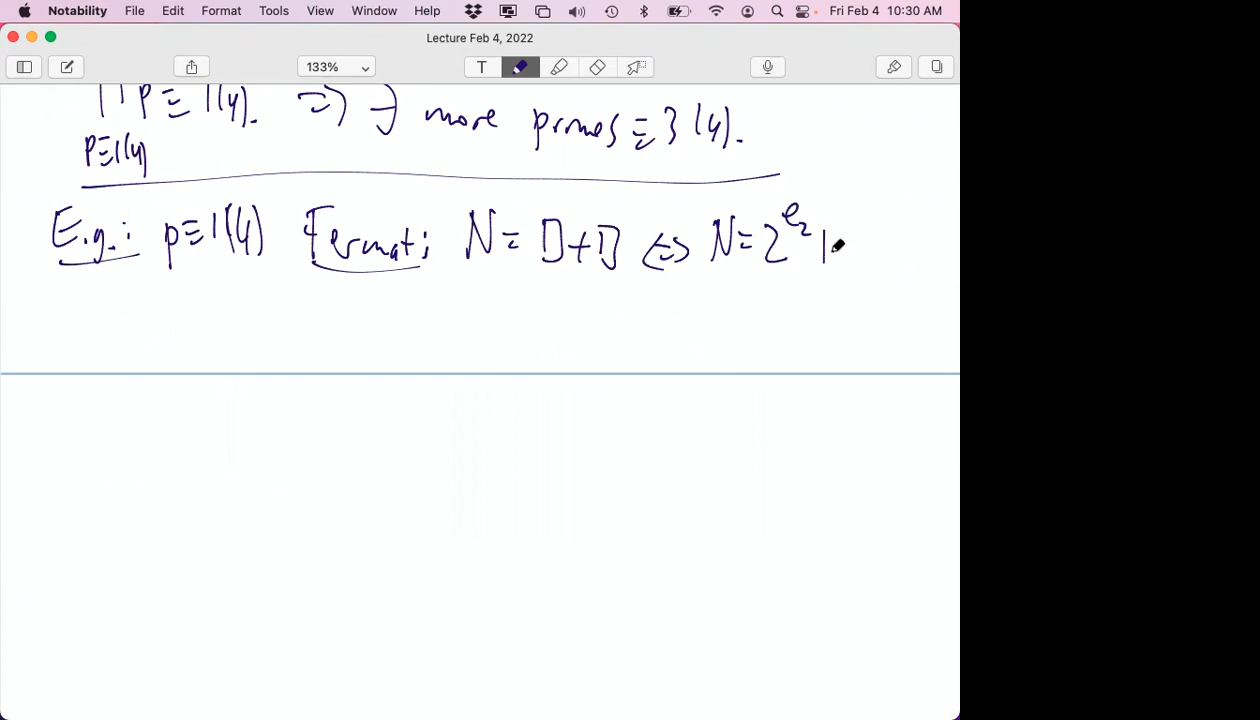 Notability File Edit Format Tools View Window Help Fri Feb 4 10:30 AM
Lecture Feb 4, 2022
133% T
∏ p ≡ 1(4). ⇒) ∃ more primes ≡ 3(4).
p≡1(4)
E.g.: p≡1(4) Fermat: N = □+□ ⇔ N=2^{e_2}